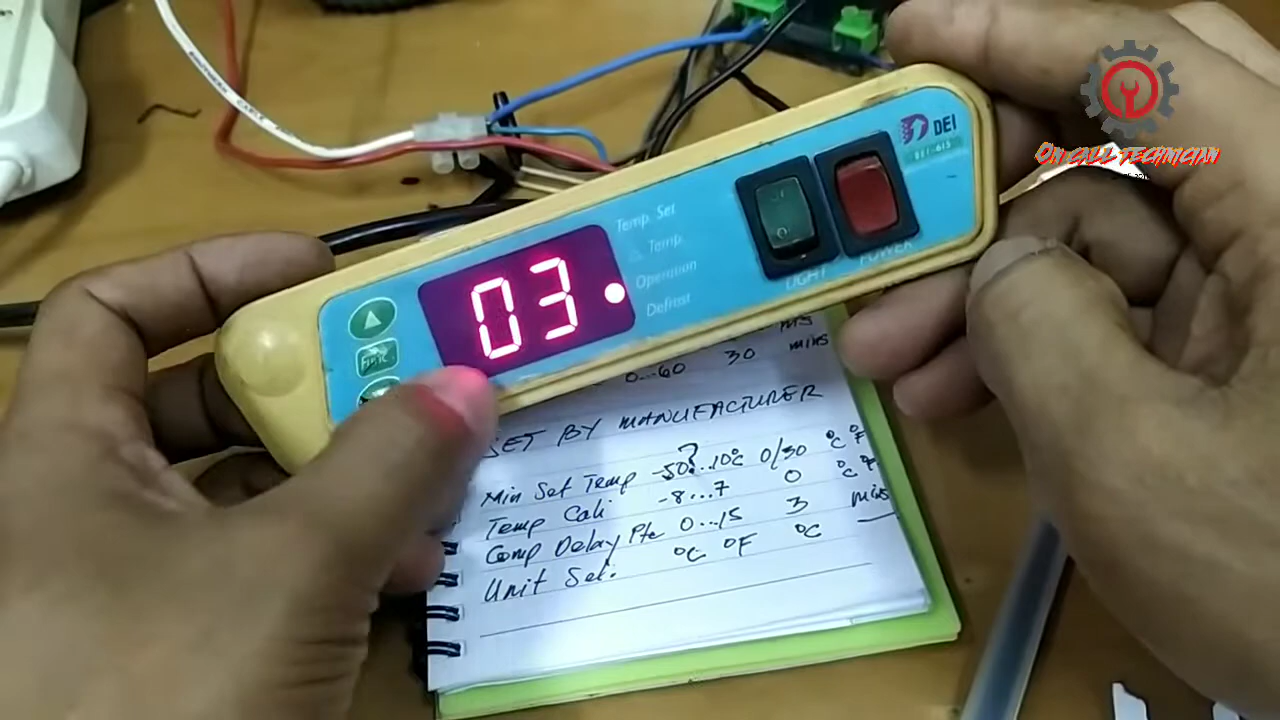 ON CALL TECHNICIAN
DEI
Temp. Set
Temp.
Operation
Defrost
LIGHT
POWER
Func
03.
0...60 30 mins
SET BY MANUFACTURER
Min Set Temp -50?..10°C 0/30 °C °F
Temp Cali -8...7 0 °C °F
Comp Delay Pte 0...15 3 mins
Unit Set. °C °F °C